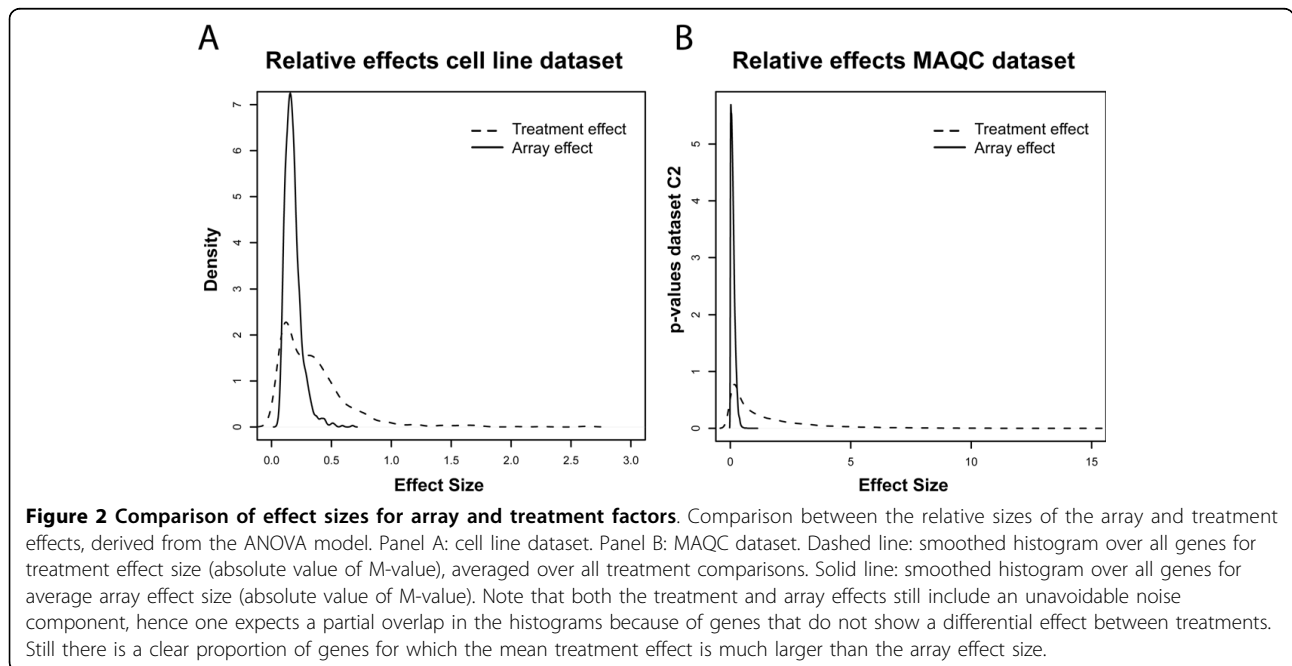 A
Relative effects cell line dataset
7
6
5
4
3
2
1
0
Density
Treatment effect
Array effect
0.0 0.5 1.0 1.5 2.0 2.5 3.0
Effect Size
B
Relative effects MAQC dataset
5
4
3
2
1
0
p-values dataset C2
Treatment effect
Array effect
0 5 10 15
Effect Size
Figure 2 Comparison of effect sizes for array and treatment factors. Comparison between the relative sizes of the array and treatment
effects, derived from the ANOVA model. Panel A: cell line dataset. Panel B: MAQC dataset. Dashed line: smoothed histogram over all genes for
treatment effect size (absolute value of M-value), averaged over all treatment comparisons. Solid line: smoothed histogram over all genes for
average array effect size (absolute value of M-value). Note that both the treatment and array effects still include an unavoidable noise
component, hence one expects a partial overlap in the histograms because of genes that do not show a differential effect between treatments.
Still there is a clear proportion of genes for which the mean treatment effect is much larger than the array effect size.